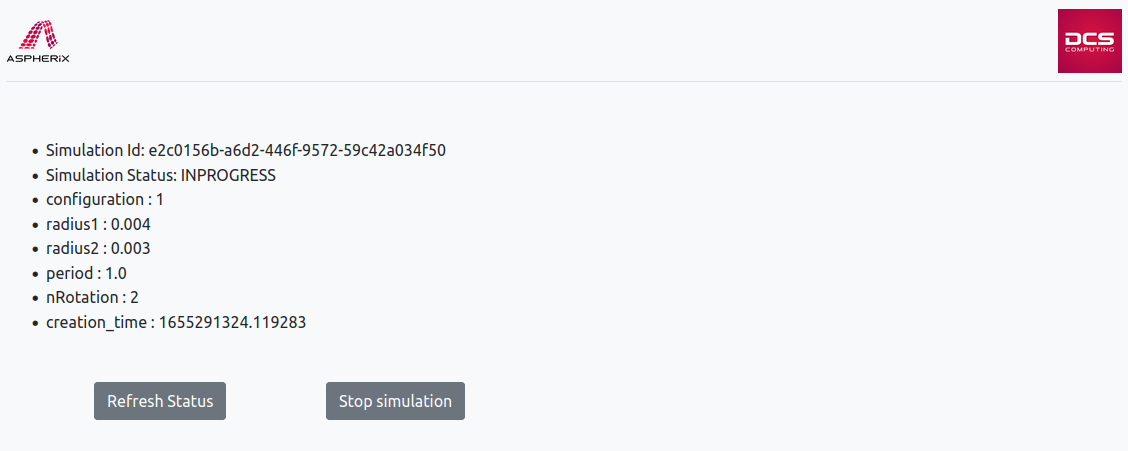 ASPHERIX
DCS
COMPUTING
Simulation Id: e2c0156b-a6d2-446f-9572-59c42a034f50
Simulation Status: INPROGRESS
configuration : 1
radius1 : 0.004
radius2 : 0.003
period : 1.0
nRotation : 2
creation_time : 1655291324.119283
Refresh Status
Stop simulation